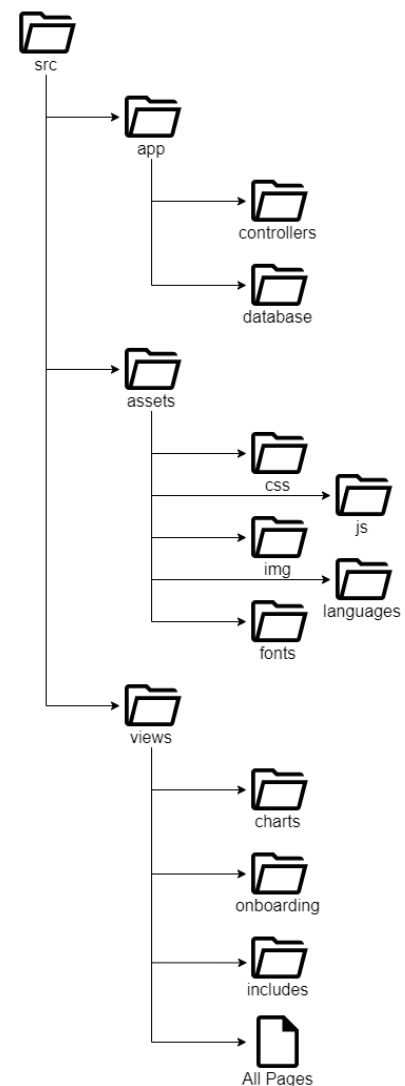 src
app
controllers
database
assets
css
js
img
languages
fonts
views
charts
onboarding
includes
All Pages